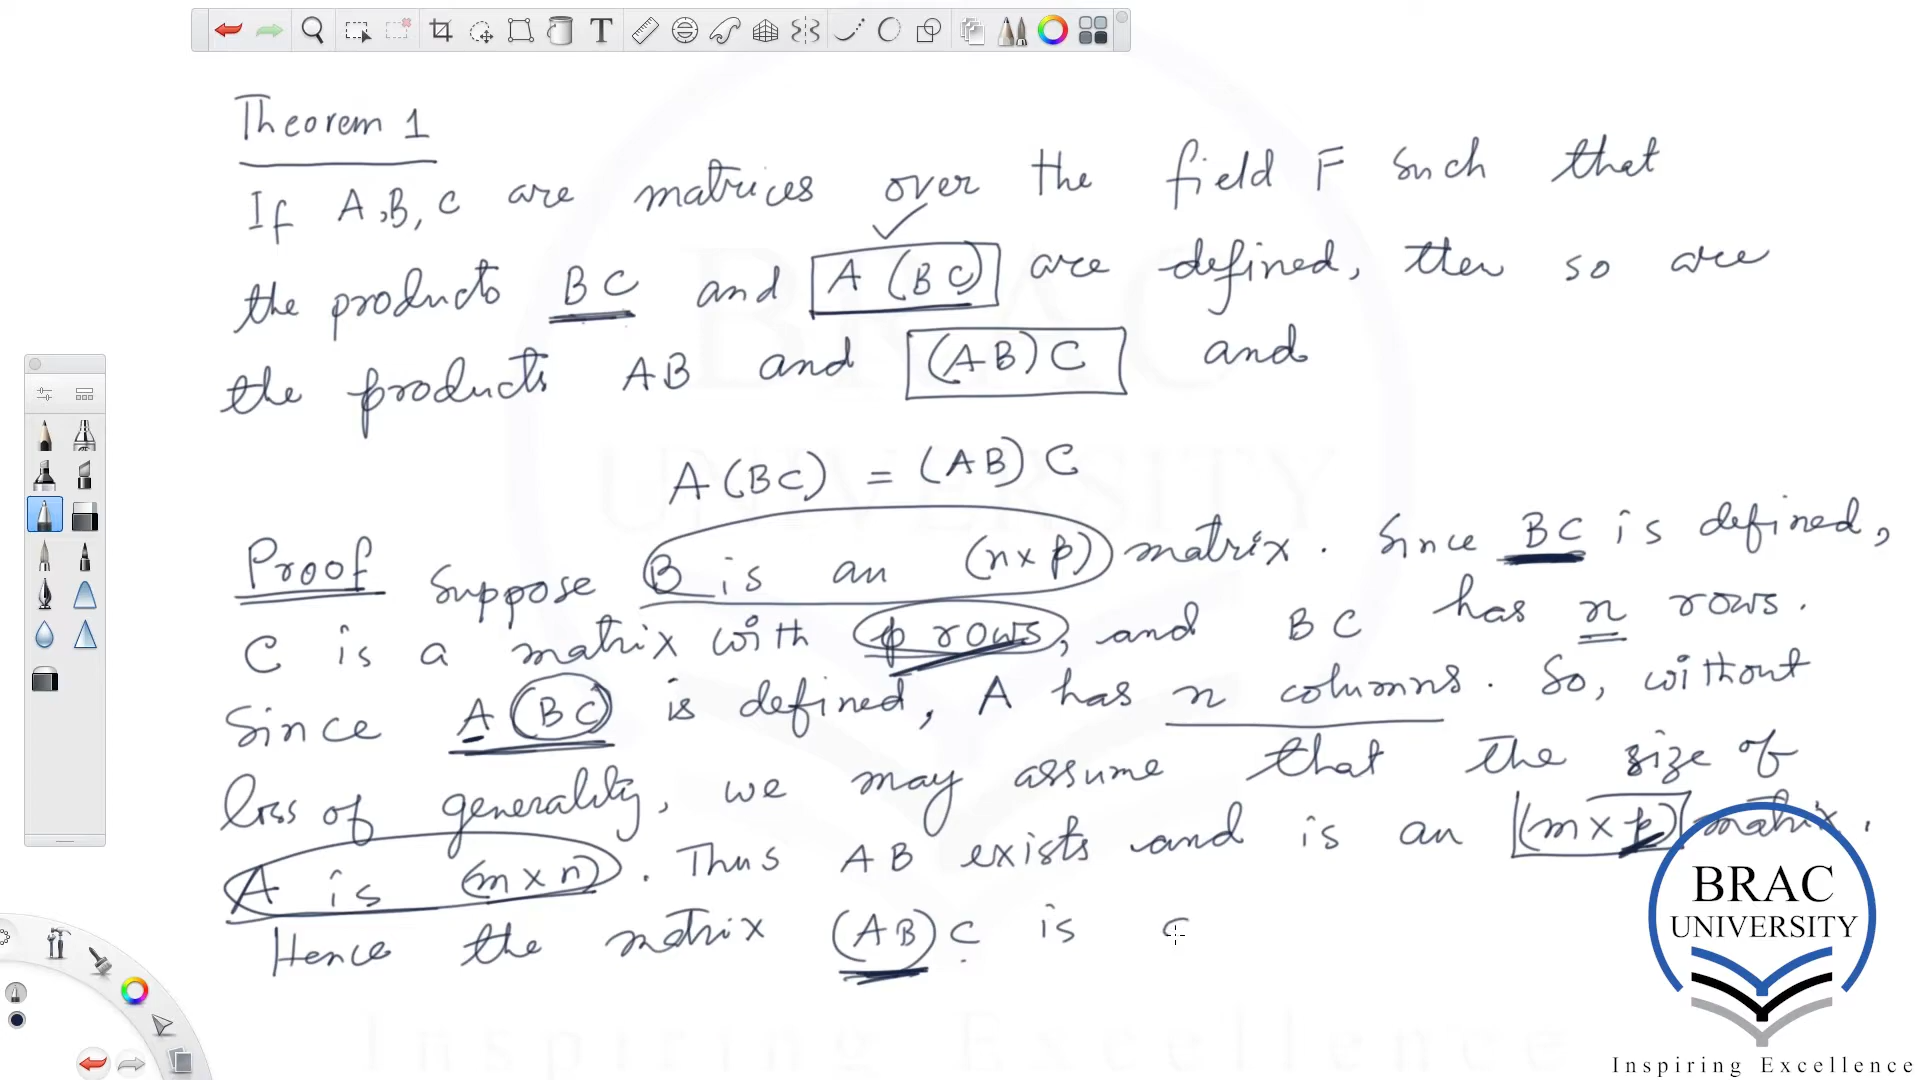 Theorem 1
If A,B,C are matrices over the field F such that
the products BC and A(BC) are defined, then so are
the products AB and (AB)C and
A(BC) = (AB)C
Proof Suppose B is an (n×p) matrix. Since BC is defined,
C is a matrix with p rows, and BC has n rows.
Since A(BC) is defined, A has n columns. So, without
loss of generality, we may assume that the size of
A is (m×n). Thus AB exists and is an (m×p) matrix.
Hence the matrix (AB)C is
BRAC
UNIVERSITY
Inspiring Excellence
BRAC
UNIVERSITY
Inspiring Excellence